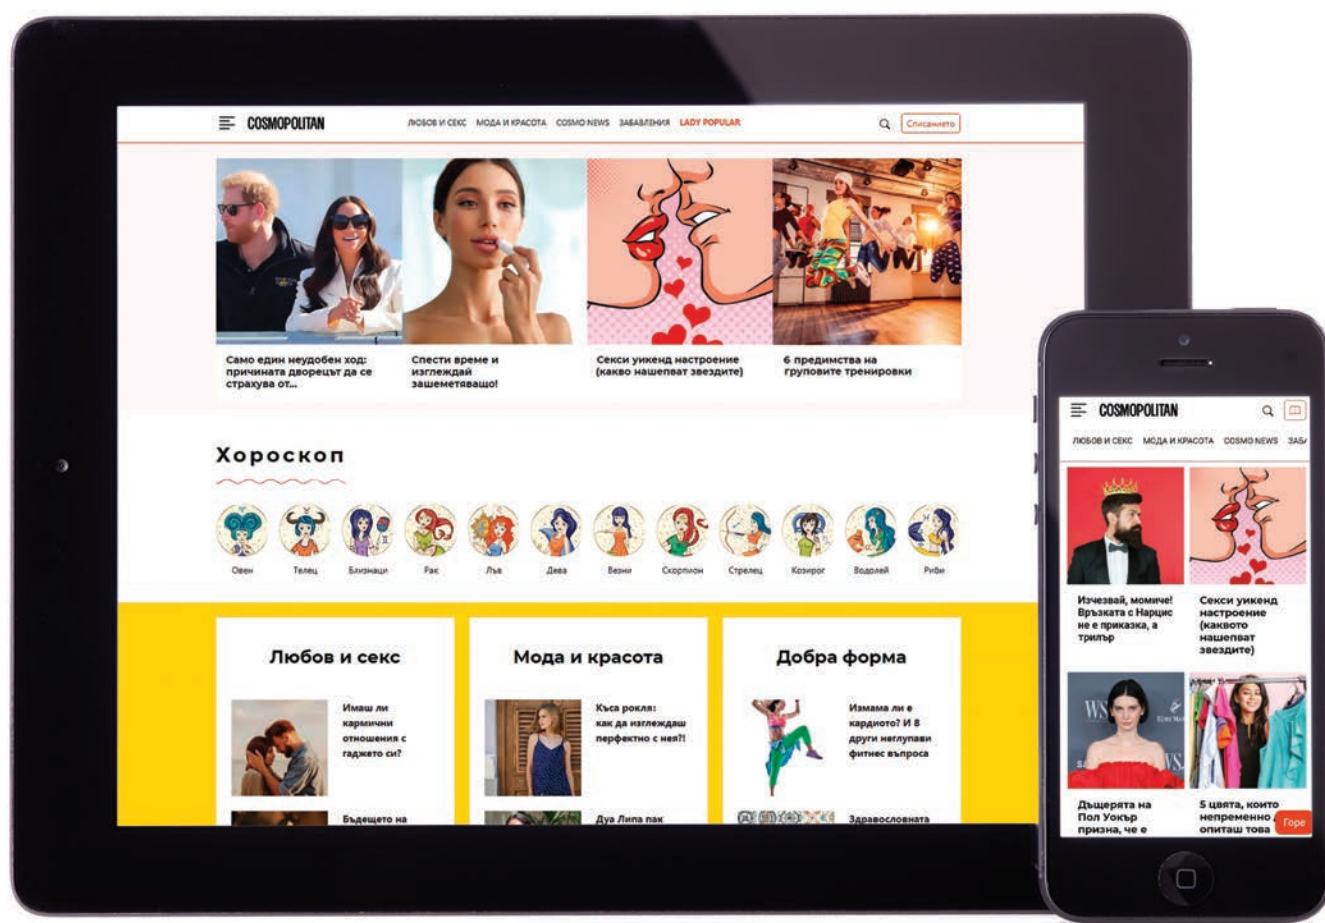 COSMOPOLITAN
ЛЮБОВ И СЕКС МОДА И КРАСОТА COSMO NEWS ЗАБАВЛЕНИЯ LADY POPULAR
Списанието
Само един неудобен ход:
причината дворецът да се
страхува от...
Спести време и
изглеждай
зашеметяващо!
Секси уикенд настроение
(какво нашепват звездите)
6 предимства на
груповите тренировки
Хороскоп
Овен Телец Близнаци Рак Лъв Дева Везни Скорпион Стрелец Козирог Водолей Риби
Любов и секс
Имаш ли
кармични
отношения с
гаджето си?
Бъдещето на
Мода и красота
Къса рокля:
как да изглеждаш
перфектно с нея?!
Дуа Липа пак
Добра форма
Измама ли е
кардиото? И 8
други неглупави
фитнес въпроса
Здравословната
COSMOPOLITAN
ЛЮБОВ И СЕКС МОДА И КРАСОТА COSMO NEWS ЗАБА
Изчезвай, момиче!
Връзката с Нарцис
не е приказка, а
трилър
Секси уикенд
настроение
(каквото
нашепват
звездите)
WS
WS
Дъщерята на
Пол Уокър
призна, че е
5 цвята, които
непременно
опиташ това
Горе